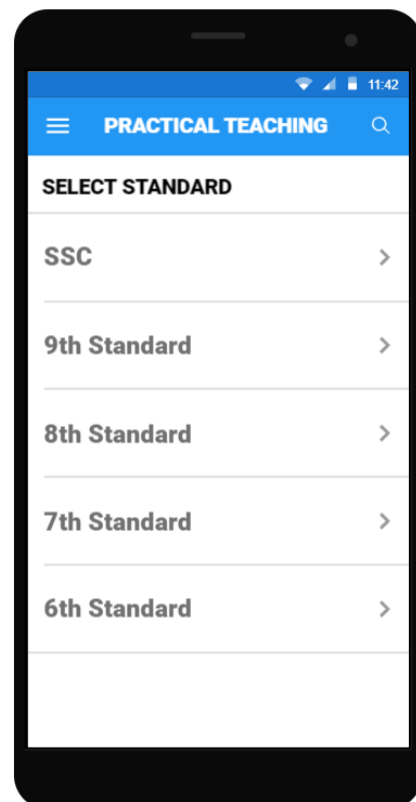 11:42
PRACTICAL TEACHING
SELECT STANDARD
SSC
9th Standard
8th Standard
7th Standard
6th Standard